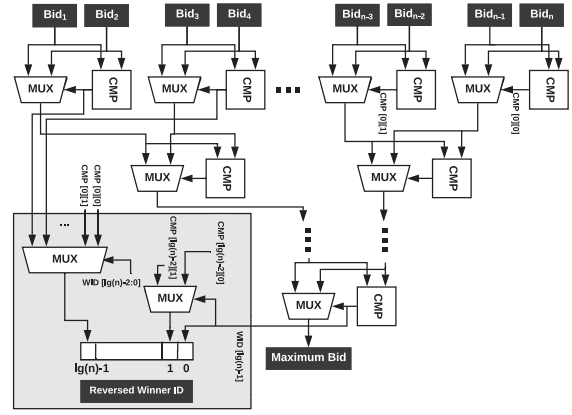 Bid1 Bid2 Bid3 Bid4 Bidn-3 Bidn-2 Bidn-1 Bidn
MUX CMP MUX CMP MUX CMP MUX CMP
CMP [0][1]
CMP [0][0]
MUX CMP MUX CMP
CMP [0][1]
CMP [0][0]
...
MUX
WID [lg(n)-2:0]
CMP [lg(n)-2][1]
CMP [lg(n)-2][0]
MUX
MUX CMP
WID [lg(n)-1]
lg(n)-1 1 0
Maximum Bid
Reversed Winner ID